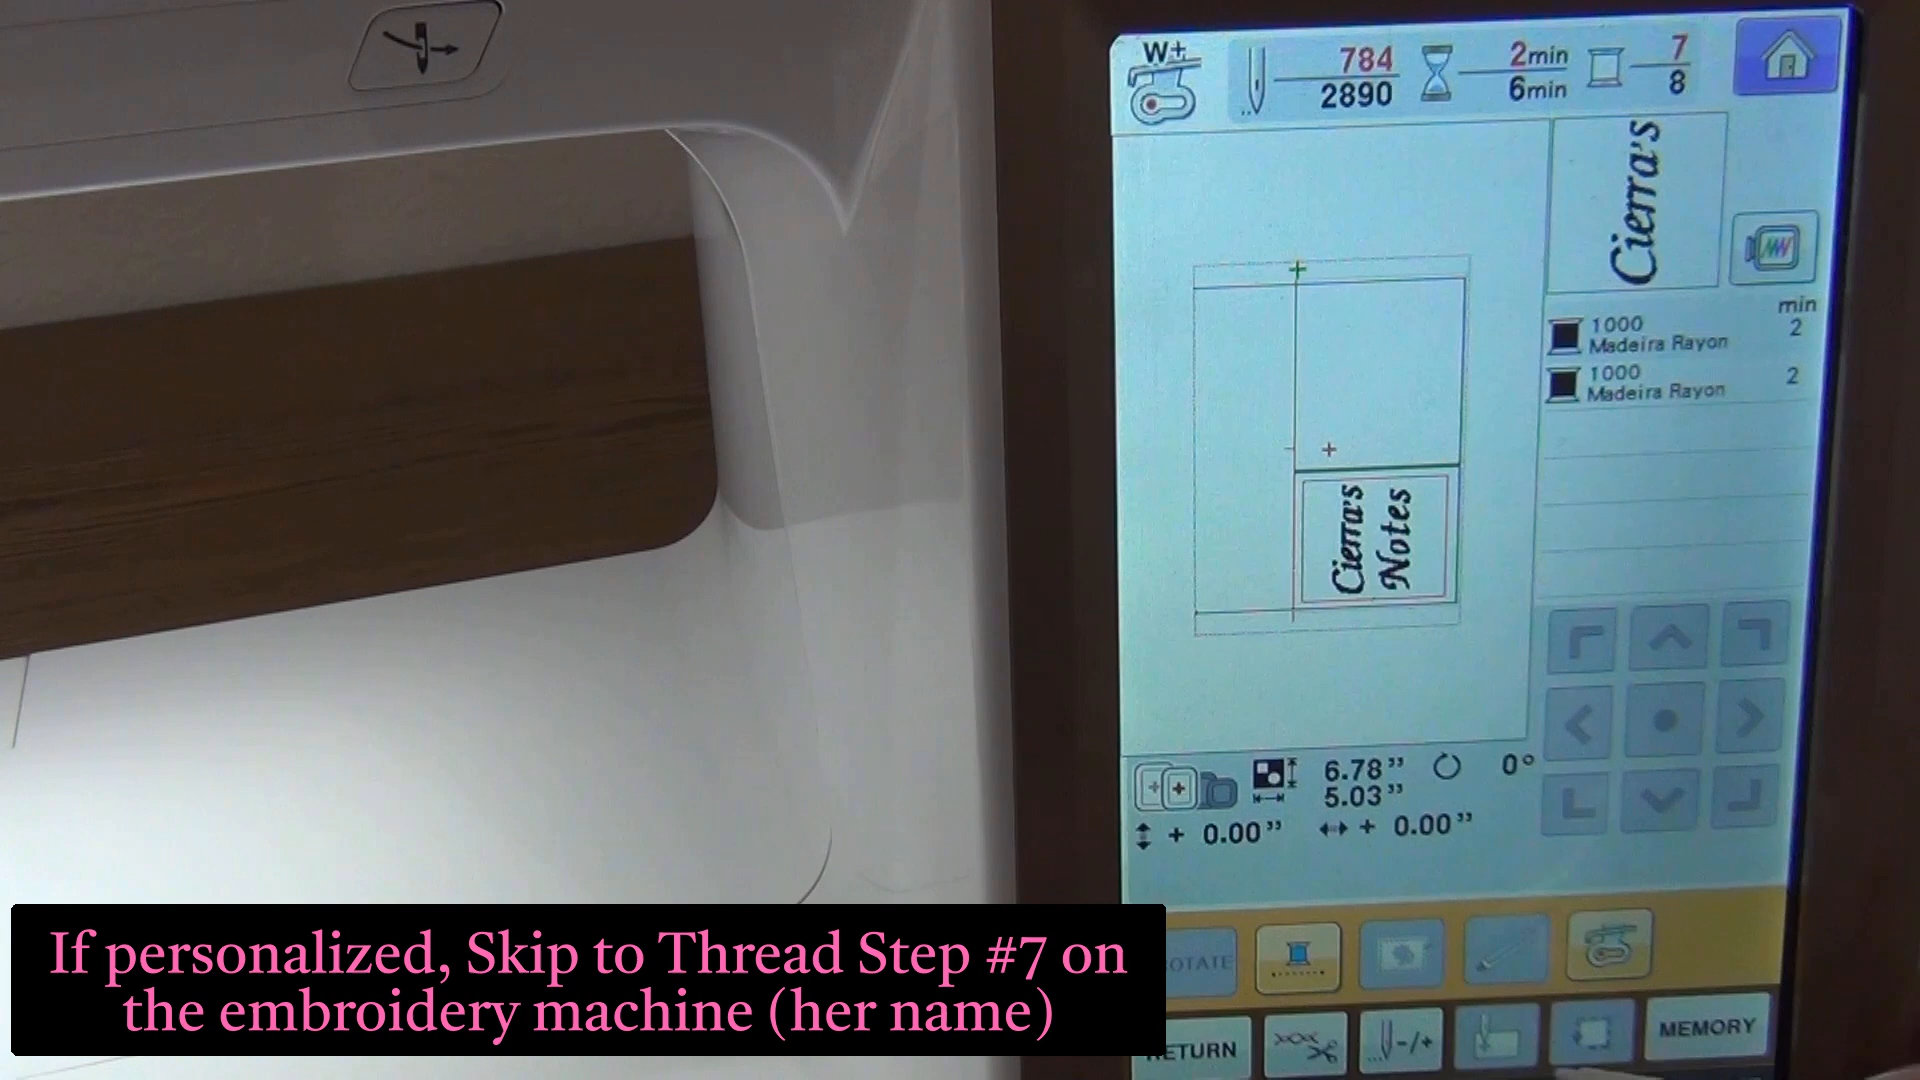 W+
784
2890
2min
6min
7
8
Cierra's
min
1000
Madeira Rayon
2
1000
Madeira Rayon
2
Cierra's
Notes
6.78"
5.03"
0°
+ 0.00"
+ 0.00"
OTATE
-/+
RETURN
MEMORY
If personalized, Skip to Thread Step #7 on
the embroidery machine (her name)